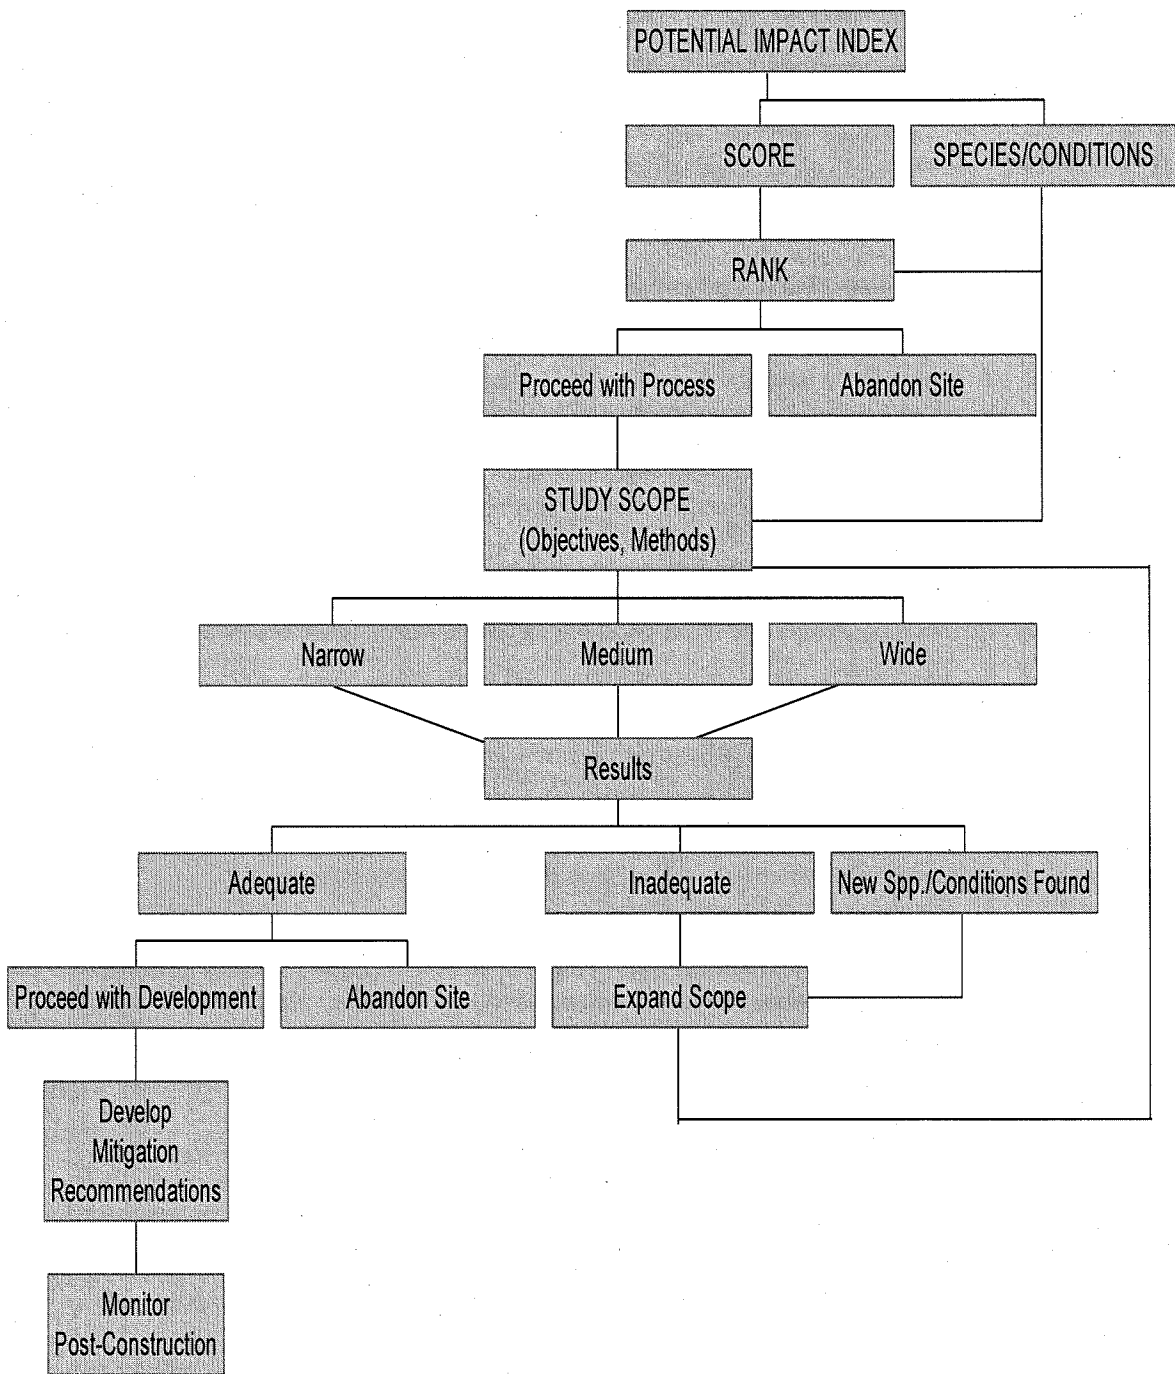 POTENTIAL IMPACT INDEX
SCORE
SPECIES/CONDITIONS
RANK
Proceed with Process
Abandon Site
STUDY SCOPE
(Objectives, Methods)
Narrow
Medium
Wide
Results
Adequate
Inadequate
New Spp./Conditions Found
Proceed with Development
Abandon Site
Expand Scope
Develop
Mitigation
Recommendations
Monitor
Post-Construction